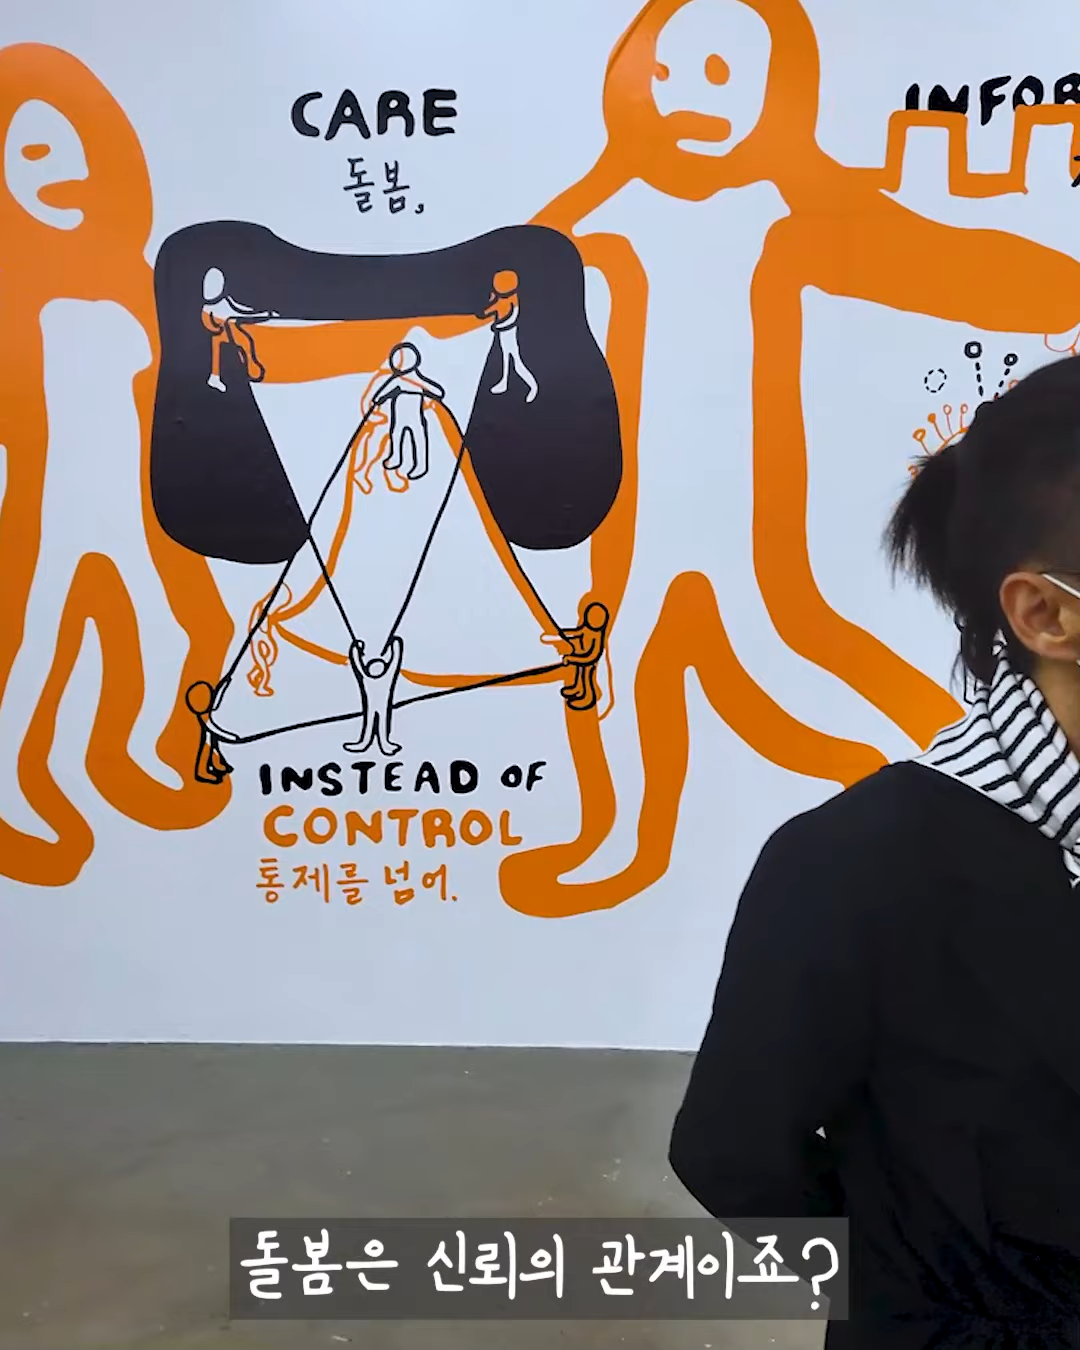 CARE
돌봄,
INSTEAD OF
CONTROL
통제를 넘어.
돌봄은 신뢰의 관계이죠?